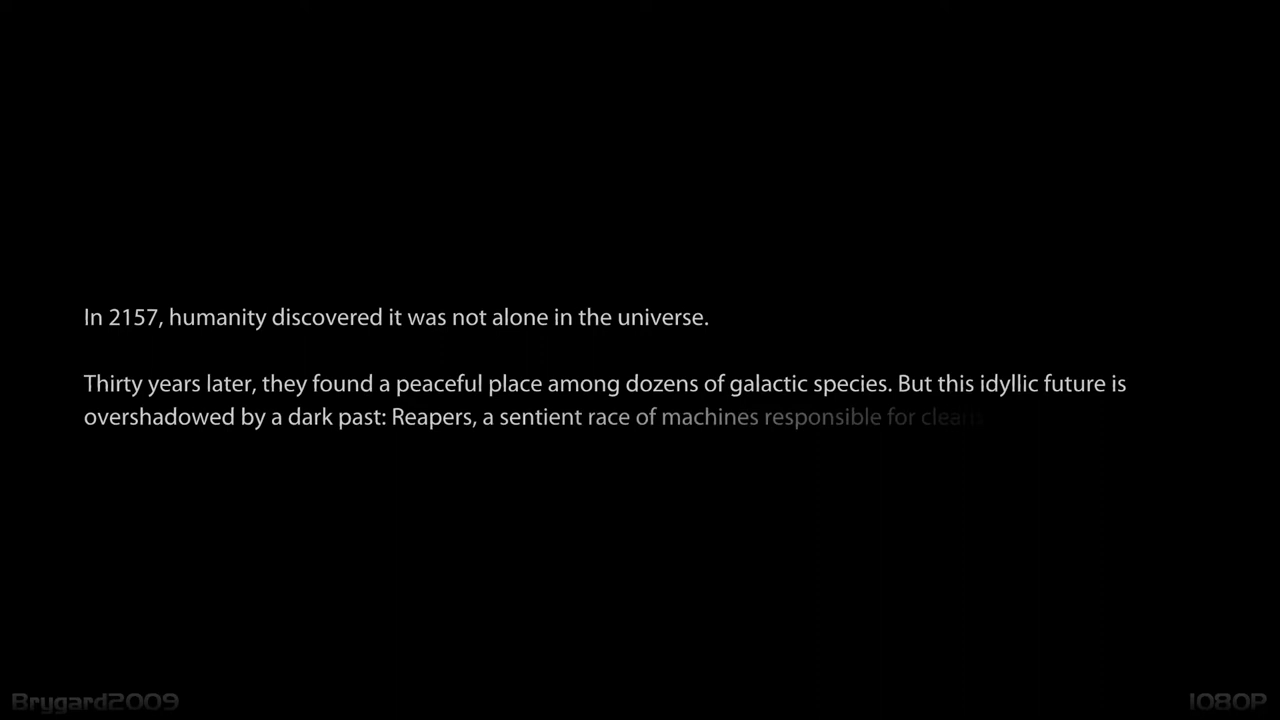 In 2157, humanity discovered it was not alone in the universe.
Thirty years later, they found a peaceful place among dozens of galactic species. But this idyllic future is
overshadowed by a dark past: Reapers, a sentient race of machines responsible for
Brygard2009
1080P